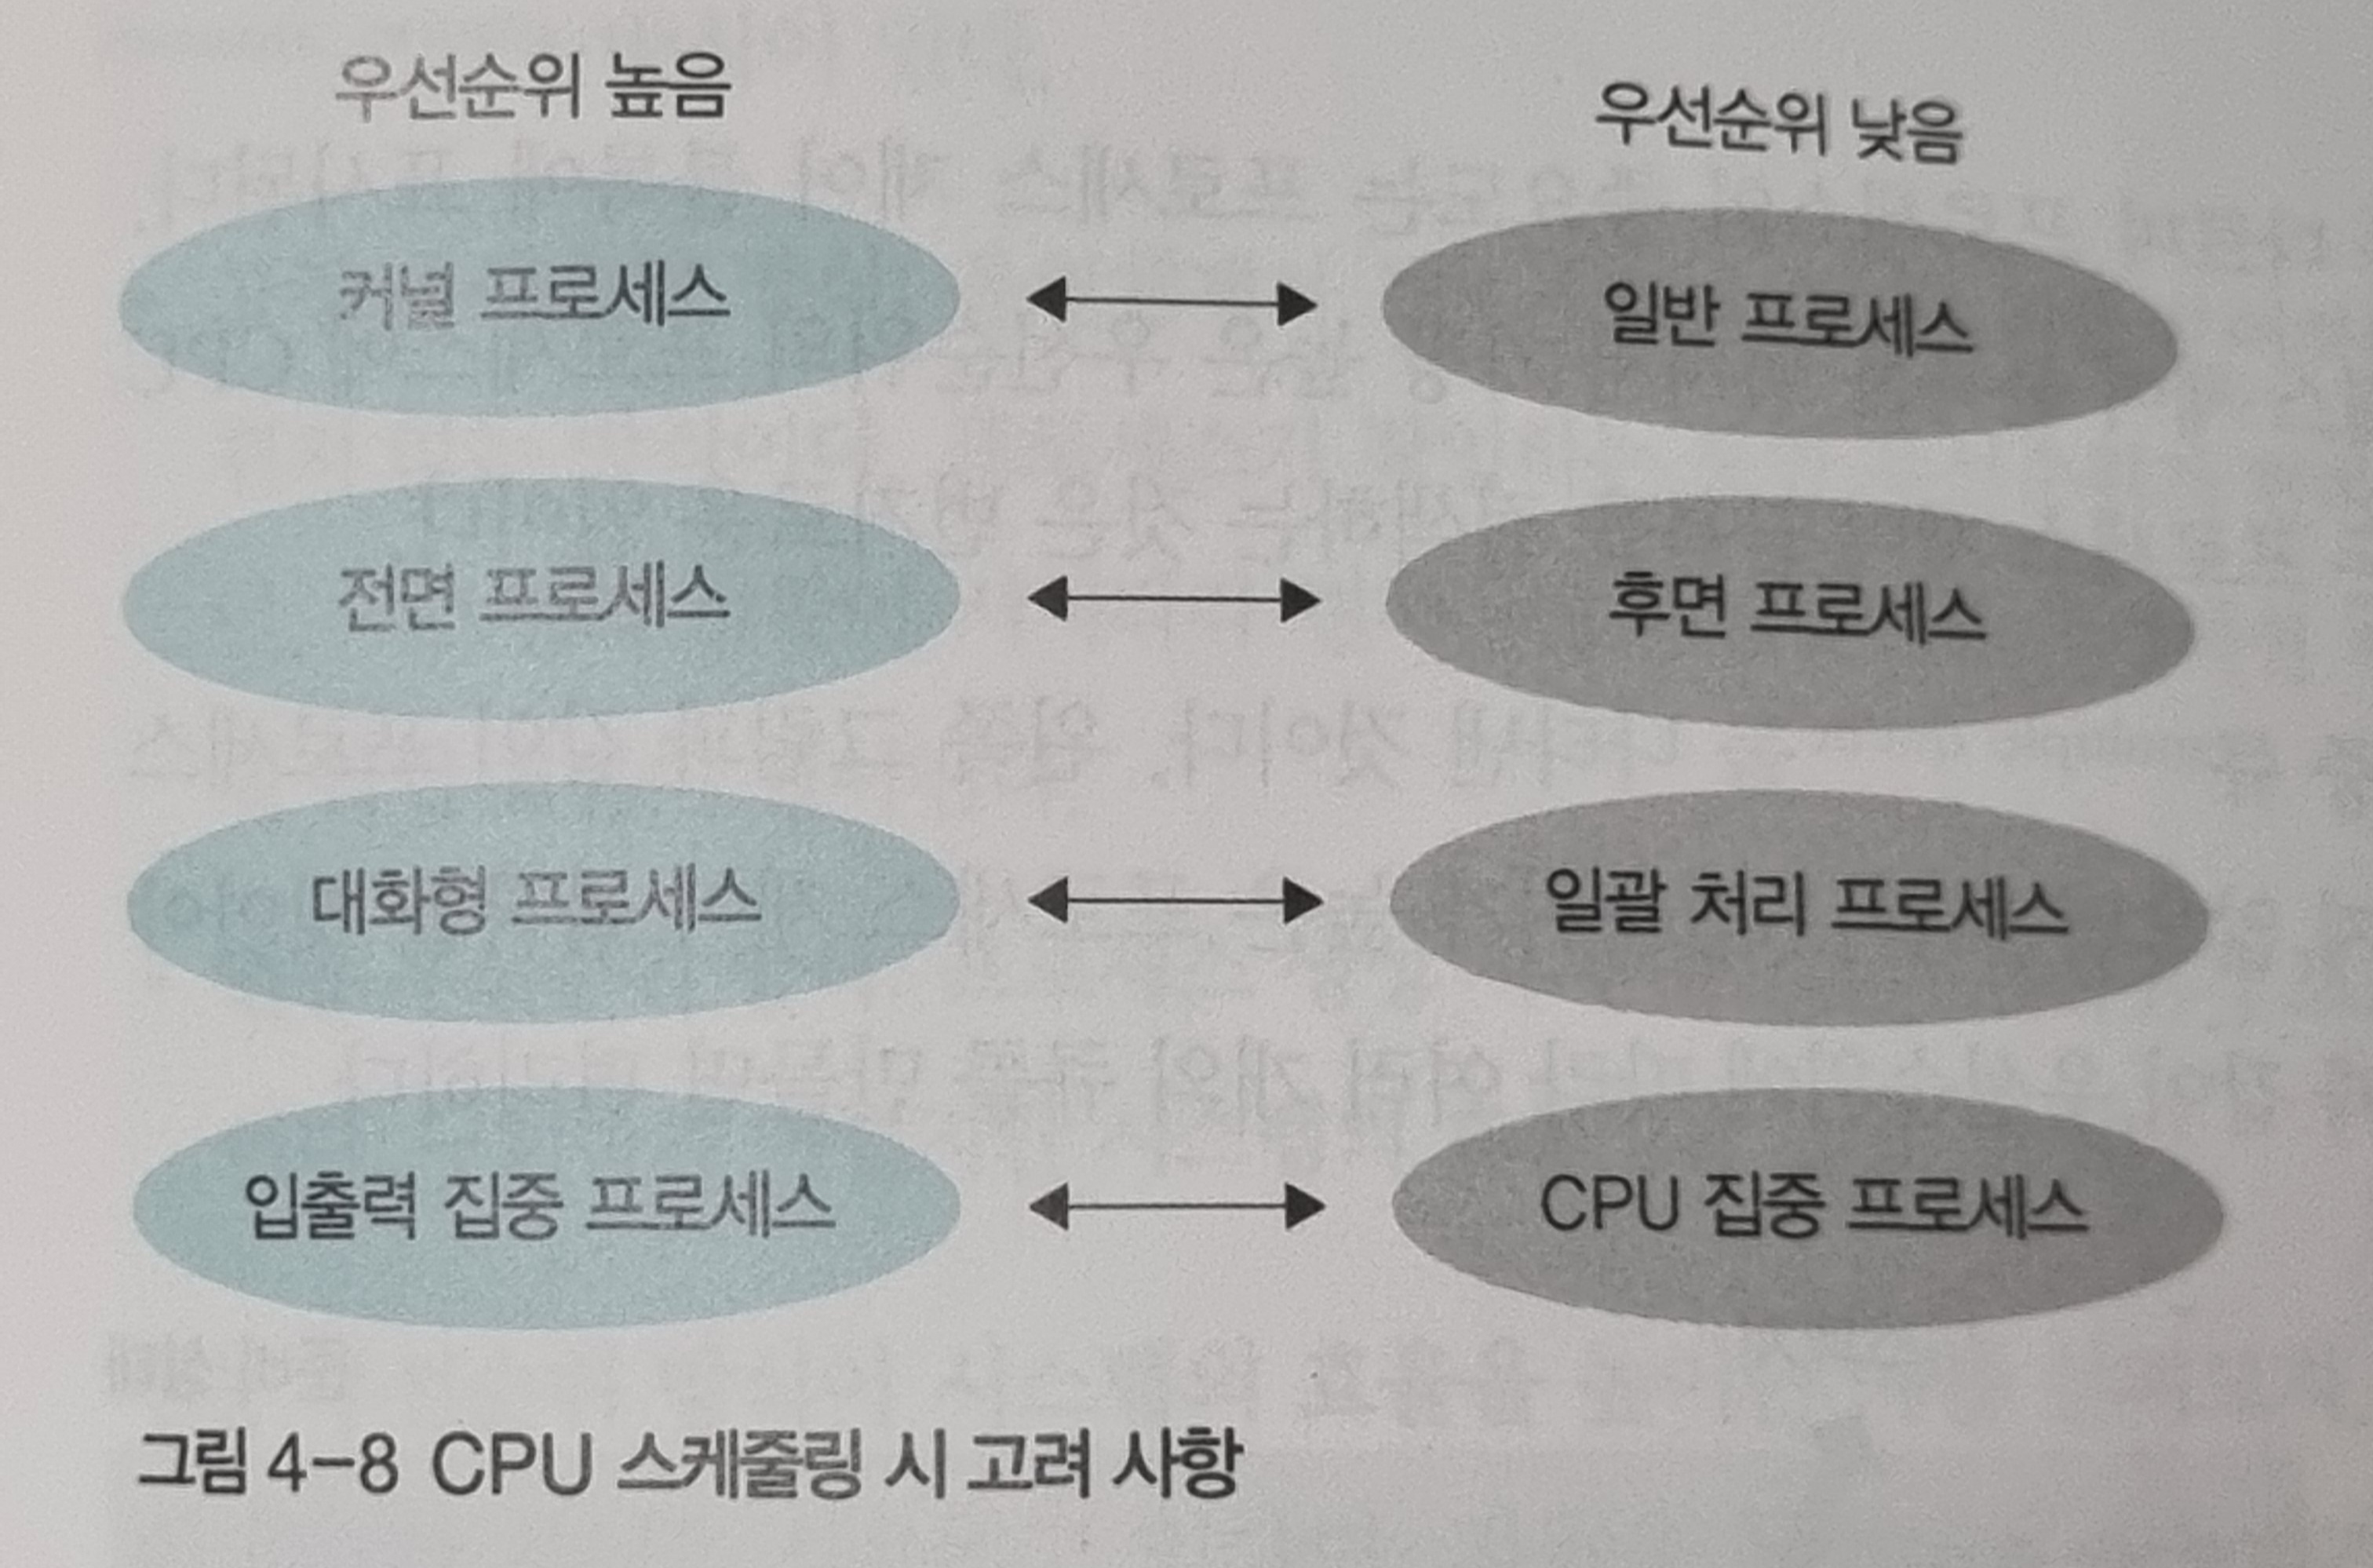 우선순위 높음
우선순위 낮음
커널 프로세스
일반 프로세스
전면 프로세스
후면 프로세스
대화형 프로세스
일괄 처리 프로세스
입출력 집중 프로세스
CPU 집중 프로세스
그림 4-8 CPU 스케줄링 시 고려 사항